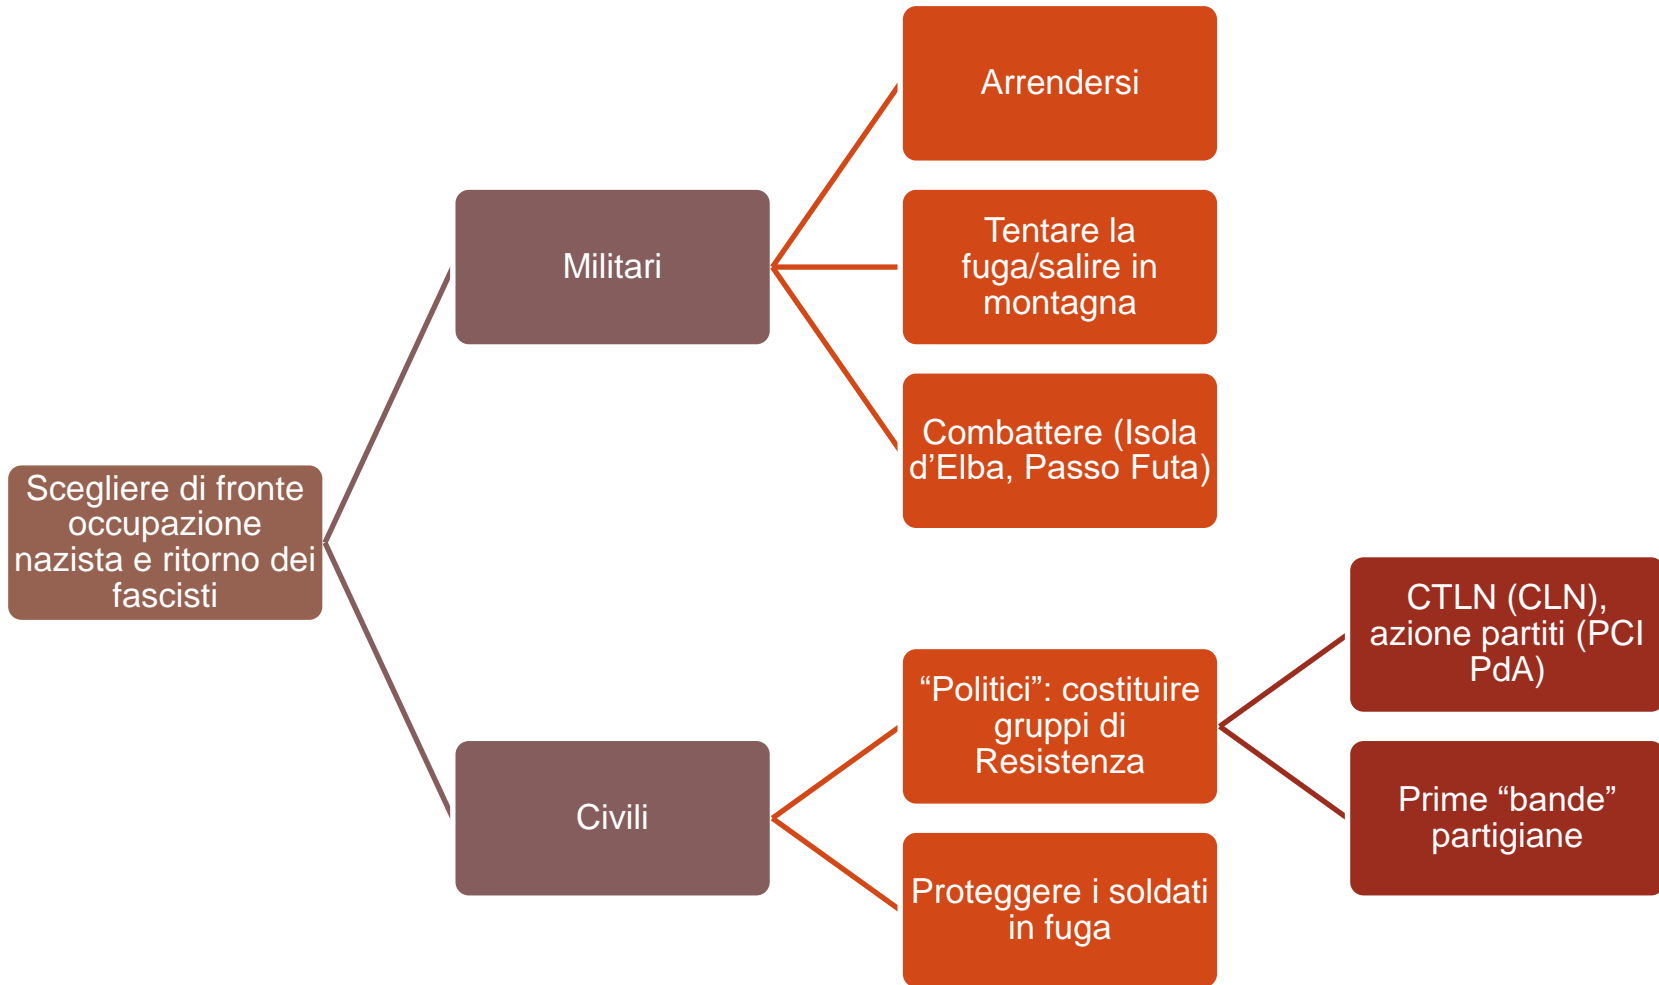 Scegliere di fronte
occupazione
nazista e ritorno dei
fascisti
Militari
Arrendersi
Tentare la
fuga/salire in
montagna
Combattere (Isola
d’Elba, Passo Futa)
Civili
“Politici”: costituire
gruppi di
Resistenza
CTLN (CLN),
azione partiti (PCI
PdA)
Prime “bande”
partigiane
Proteggere i soldati
in fuga